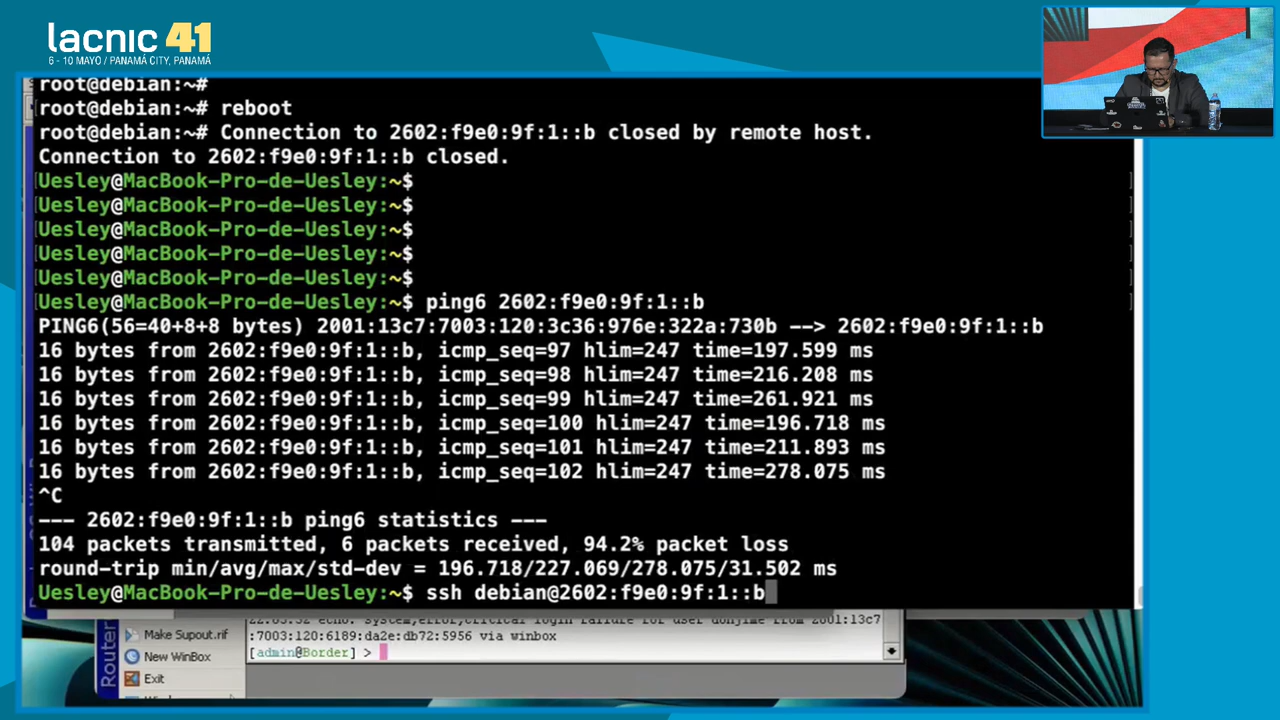 lacnic 41
6 - 10 MAYO / PANAMÁ CITY, PANAMÁ
root@debian:~#
root@debian:~# reboot
root@debian:~# Connection to 2602:f9e0:9f:1::b closed by remote host.
Connection to 2602:f9e0:9f:1::b closed.
Uesley@MacBook-Pro-de-Uesley:~$
Uesley@MacBook-Pro-de-Uesley:~$
Uesley@MacBook-Pro-de-Uesley:~$
Uesley@MacBook-Pro-de-Uesley:~$
Uesley@MacBook-Pro-de-Uesley:~$
Uesley@MacBook-Pro-de-Uesley:~$ ping6 2602:f9e0:9f:1::b
PING6(56=40+8+8 bytes) 2001:13c7:7003:120:3c36:976e:322a:730b --> 2602:f9e0:9f:1::b
16 bytes from 2602:f9e0:9f:1::b, icmp_seq=97 hlim=247 time=197.599 ms
16 bytes from 2602:f9e0:9f:1::b, icmp_seq=98 hlim=247 time=216.208 ms
16 bytes from 2602:f9e0:9f:1::b, icmp_seq=99 hlim=247 time=261.921 ms
16 bytes from 2602:f9e0:9f:1::b, icmp_seq=100 hlim=247 time=196.718 ms
16 bytes from 2602:f9e0:9f:1::b, icmp_seq=101 hlim=247 time=211.893 ms
16 bytes from 2602:f9e0:9f:1::b, icmp_seq=102 hlim=247 time=278.075 ms
^C
--- 2602:f9e0:9f:1::b ping6 statistics ---
104 packets transmitted, 6 packets received, 94.2% packet loss
round-trip min/avg/max/std-dev = 196.718/227.069/278.075/31.502 ms
Uesley@MacBook-Pro-de-Uesley:~$ ssh debian@2602:f9e0:9f:1::b
:7003:120:6189:da2e:db72:5956 via winbox
[admin@Border] >
Make Supout.rif
New WinBox
Exit
Router